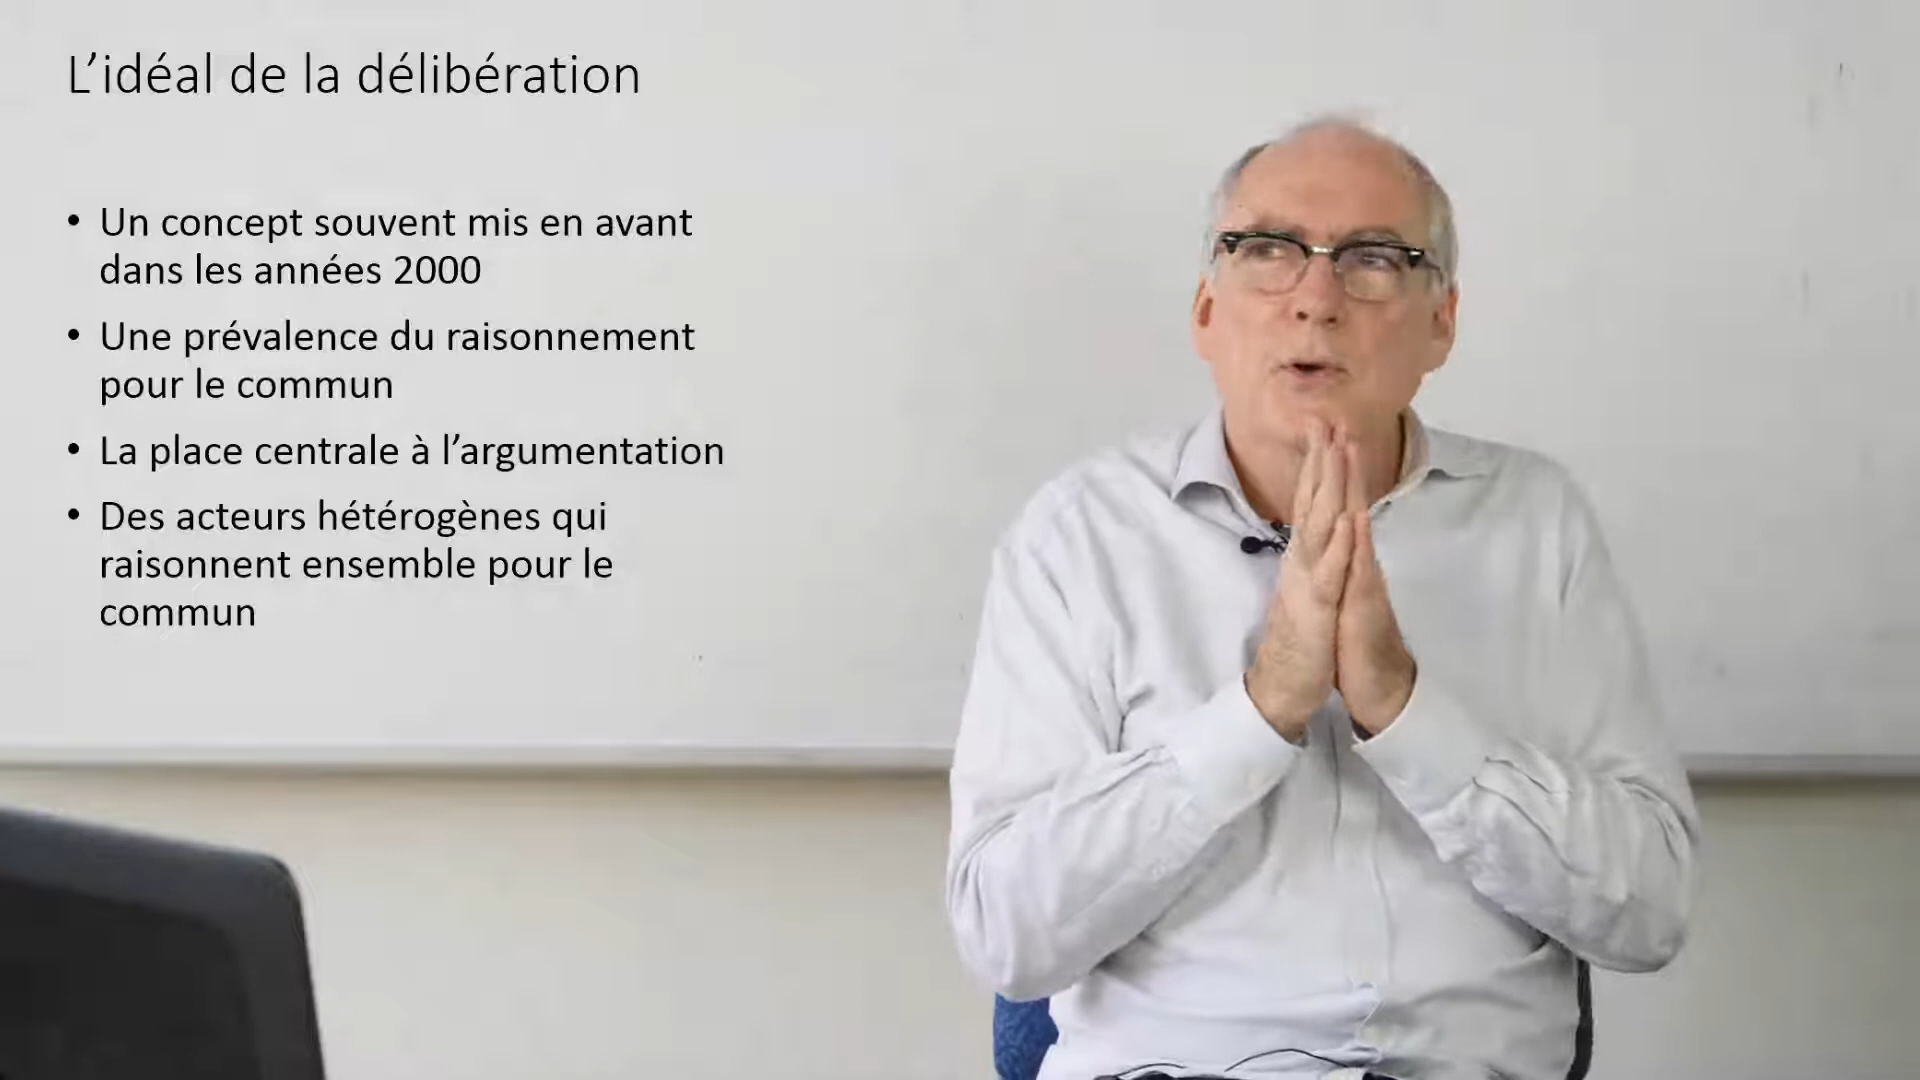 L’idéal de la délibération
• Un concept souvent mis en avant
dans les années 2000
• Une prévalence du raisonnement
pour le commun
• La place centrale à l’argumentation
• Des acteurs hétérogènes qui
raisonnent ensemble pour le
commun